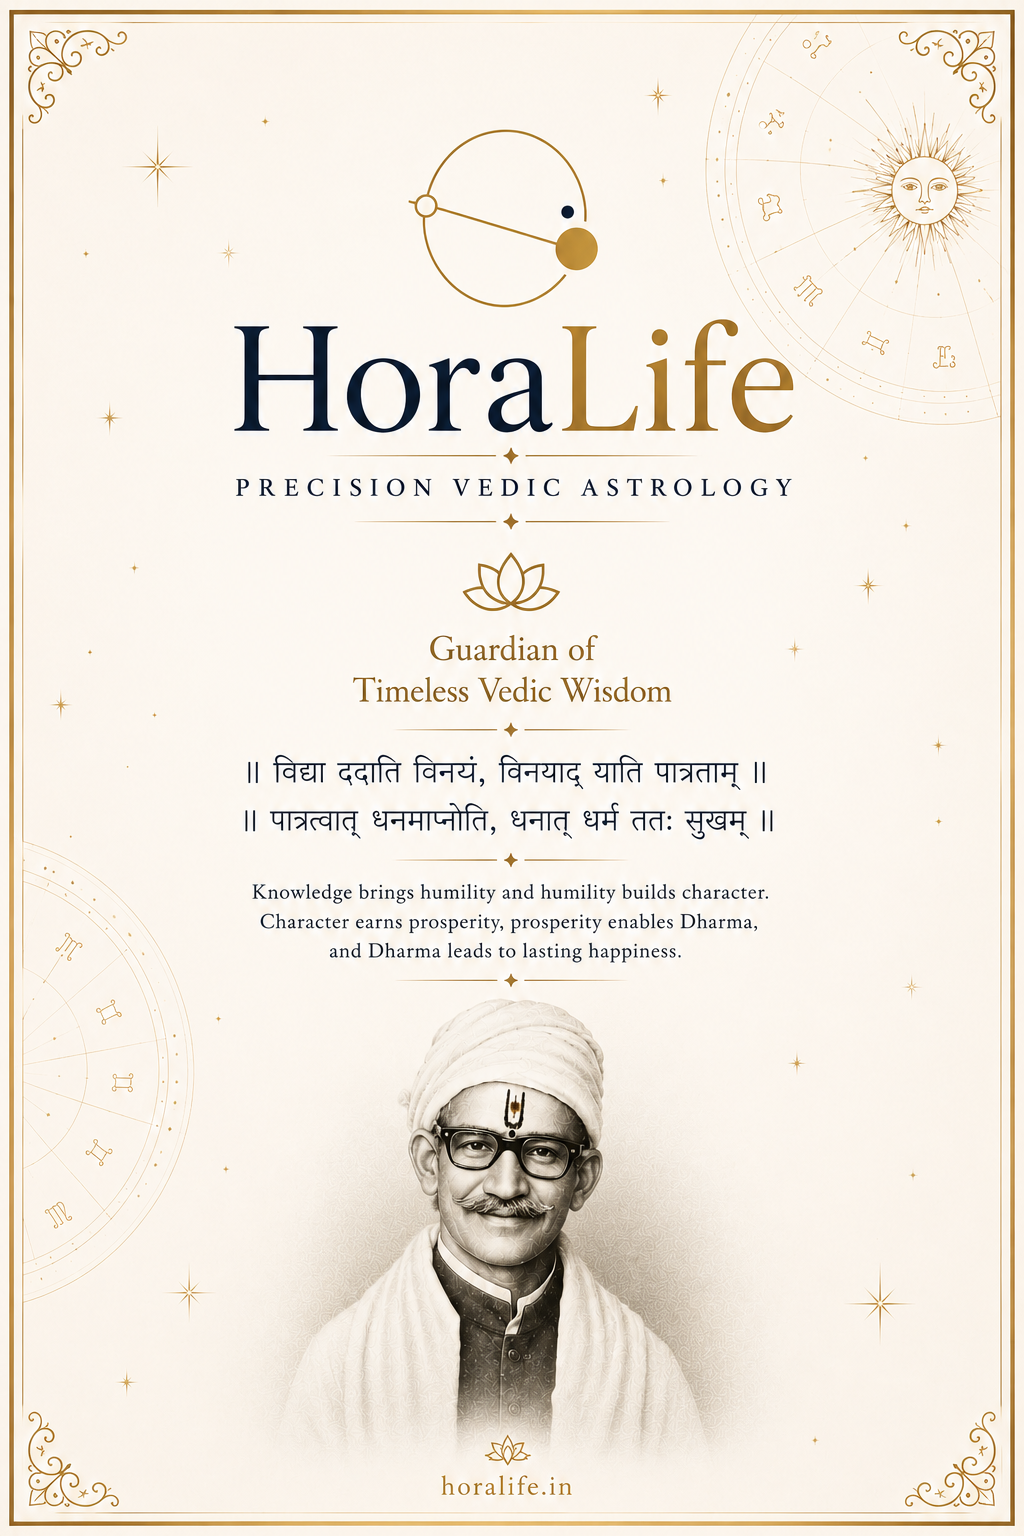 HoraLife
PRECISION VEDIC ASTROLOGY
Guardian of
Timeless Vedic Wisdom
॥ विद्या ददाति विनयं, विनयाद् याति पात्रताम् ॥
॥ पात्रत्वात् धनमाप्नोति, धनात् धर्म ततः सुखम् ॥
Knowledge brings humility and humility builds character.
Character earns prosperity, prosperity enables Dharma,
and Dharma leads to lasting happiness.
horalife.in